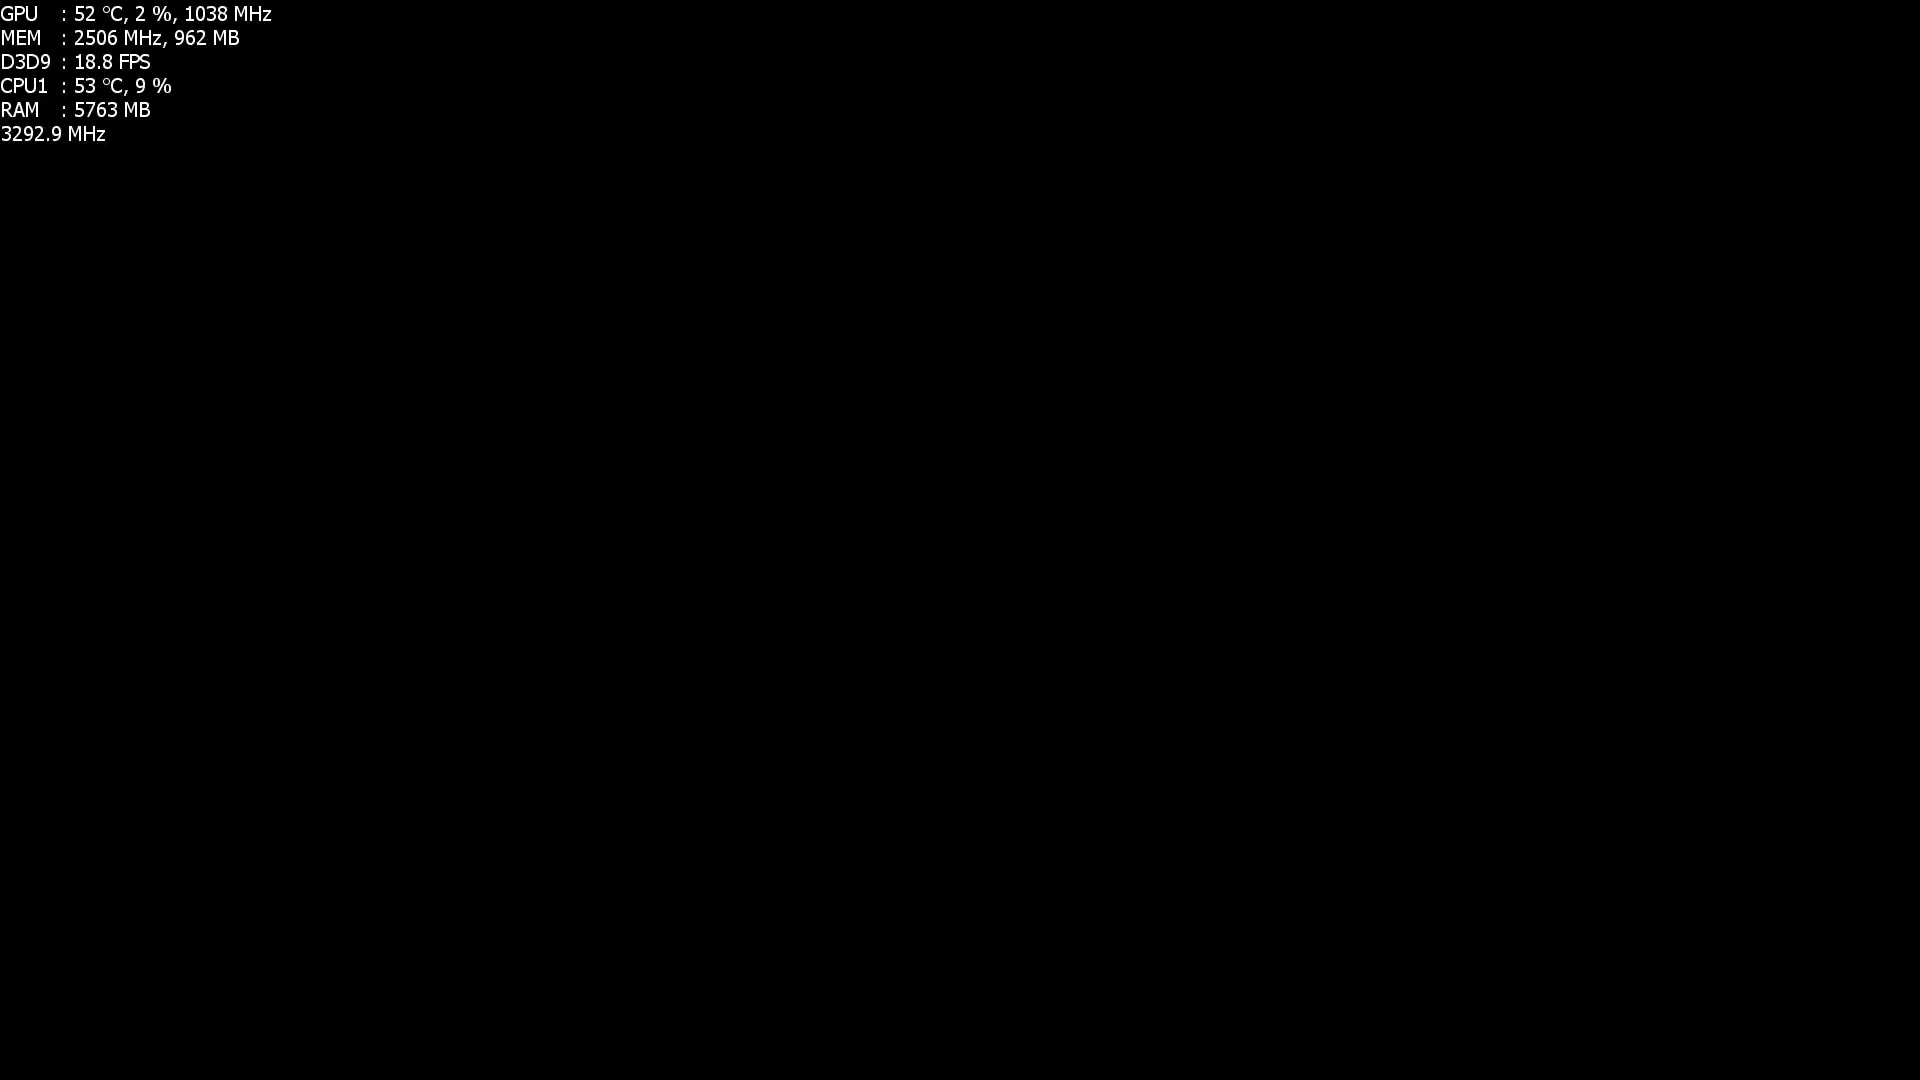 GPU : 52 °C, 2 %, 1038 MHz
MEM : 2506 MHz, 962 MB
D3D9 : 18.8 FPS
CPU1 : 53 °C, 9 %
RAM : 5763 MB
3292.9 MHz